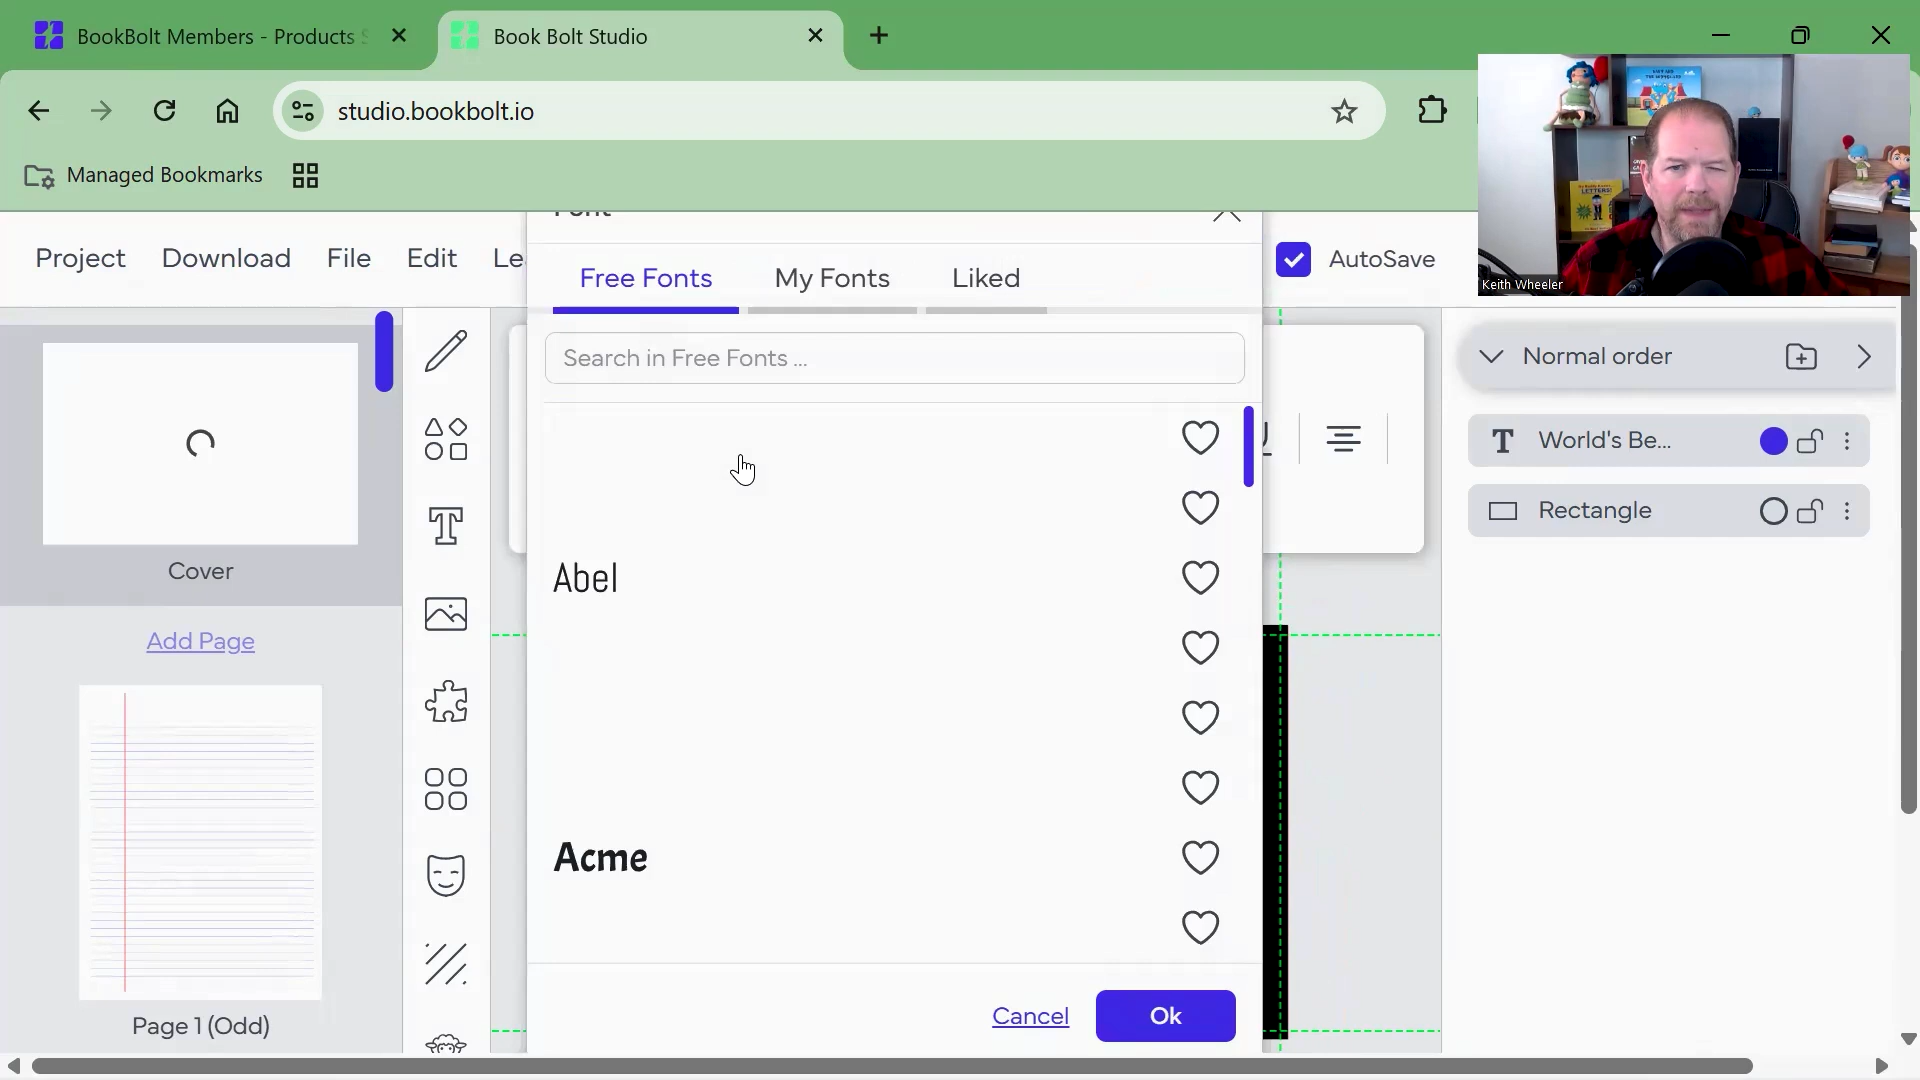 BookBolt Members - Products S
Book Bolt Studio
studio.bookbolt.io
Managed Bookmarks
Keith Wheeler
Font
Project
Download
File
Edit
Le
AutoSave
Free Fonts
My Fonts
Liked
Search in Free Fonts ...
Normal order
World's Be...
Rectangle
Cover
Add Page
Page 1 (Odd)
Abel
Acme
Cancel
Ok